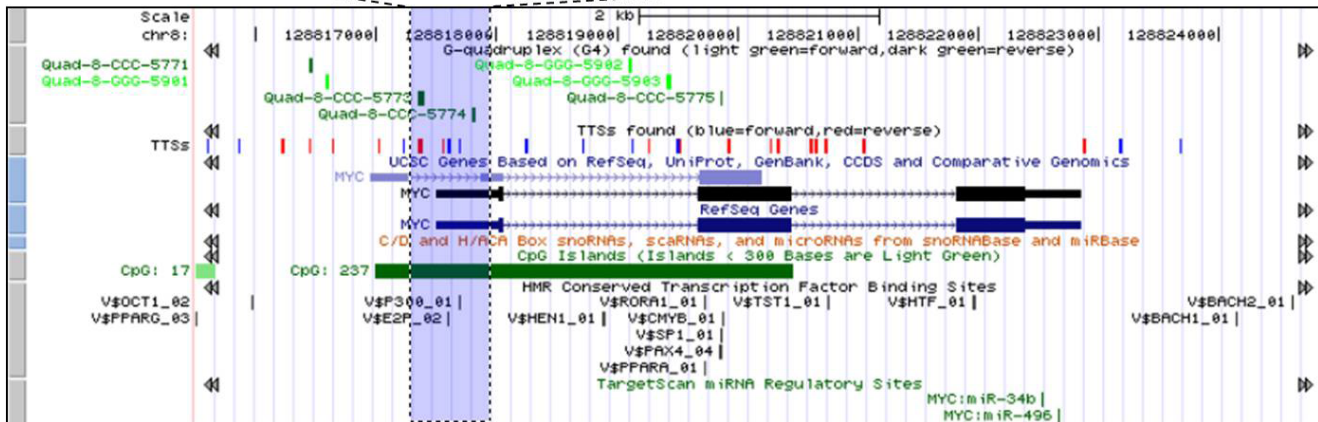 Scale 2 kb
chr8: 128817000 128818000 128819000 128820000 128821000 128822000 128823000 128824000
G-quadruplex (G4) found (light green=forward,dark green=reverse)
Quad-8-CCC-5771 Quad-8-GGG-5902
Quad-8-GGG-5901 Quad-8-GGG-5903
Quad-8-CCC-5773 Quad-8-CCC-5775
Quad-8-CCC-5774
TTSs found (blue=forward,red=reverse)
TTSs
UCSC Genes Based on RefSeq, UniProt, GenBank, CCDS and Comparative Genomics
MYC
MYC
RefSeq Genes
MYC
C/D and H/ACA Box snoRNAs, scaRNAs, and microRNAs from snoRNABase and miRBase
CpG Islands (Islands < 300 Bases are Light Green)
CpG: 17 CpG: 237
HMR Conserved Transcription Factor Binding Sites
V$OCT1_02 V$P300_01 V$RORA1_01 V$TST1_01 V$HTF_01 V$BACH2_01
V$PPARG_03 V$E2F_02 V$HEN1_01 V$CMYB_01 V$BACH1_01
V$SP1_01
V$PAX4_04
V$PPARA_01
TargetScan miRNA Regulatory Sites
MYC:miR-34b
MYC:miR-496